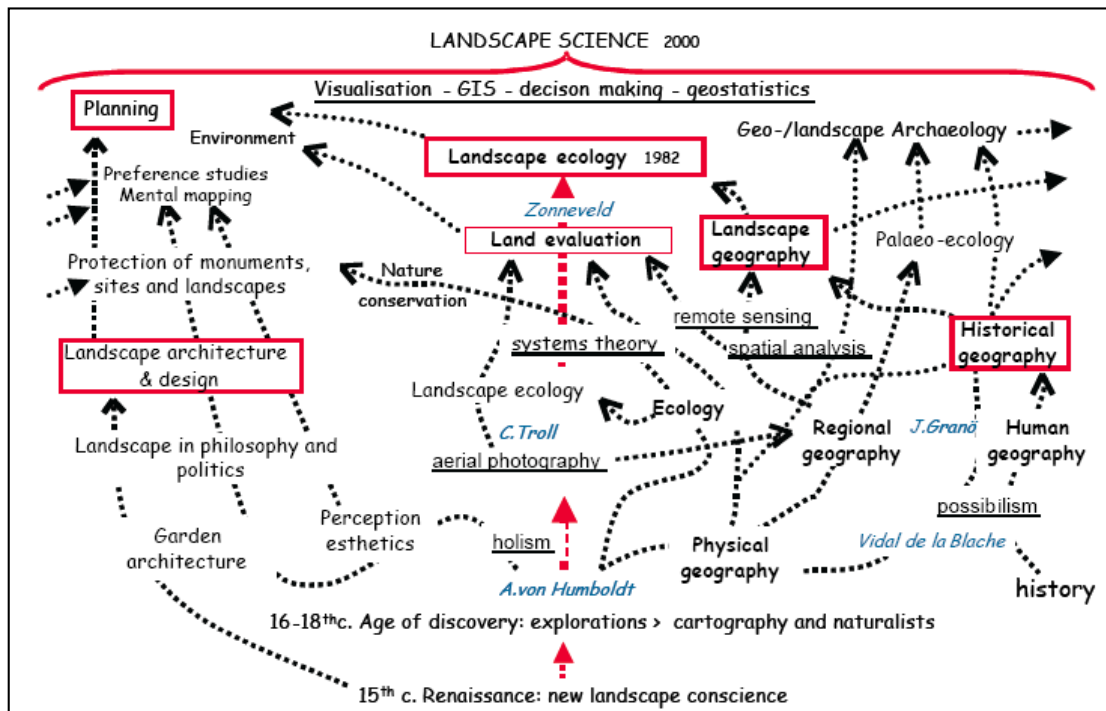 LANDSCAPE SCIENCE 2000
Visualisation - GIS - decison making - geostatistics
Planning
Environment
Geo-/landscape Archaeology
Landscape ecology 1982
Preference studies
Mental mapping
Zonneveld
Land evaluation
Landscape
geography
Palaeo-ecology
Protection of monuments,
sites and landscapes
Nature
conservation
remote sensing
systems theory
spatial analysis
Historical
geography
Landscape architecture
& design
Landscape ecology
Ecology
C.Troll
aerial photography
Regional
geography
J.Granö
Human
geography
Landscape in philosophy and
politics
possibilism
Perception
esthetics
Garden
architecture
holism
Physical
geography
Vidal de la Blache
A.von Humboldt
history
16-18thc. Age of discovery: explorations > cartography and naturalists
15th c. Renaissance: new landscape conscience